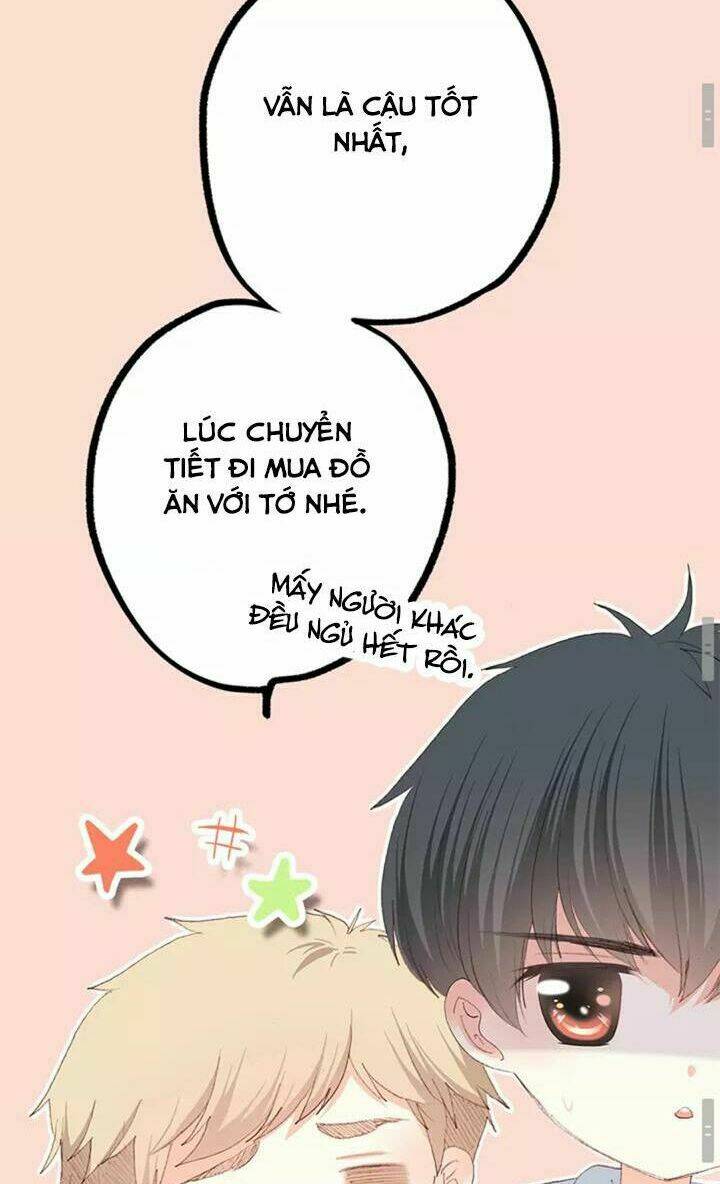 VẪN LÀ CẬU TỐT
NHẤT,
LÚC CHUYỂN
TIẾT ĐI MUA ĐỒ
ĂN VỚI TỚ NHÉ.
MẤY NGƯỜI KHÁC
ĐỀU NGỦ HẾT RỒI.